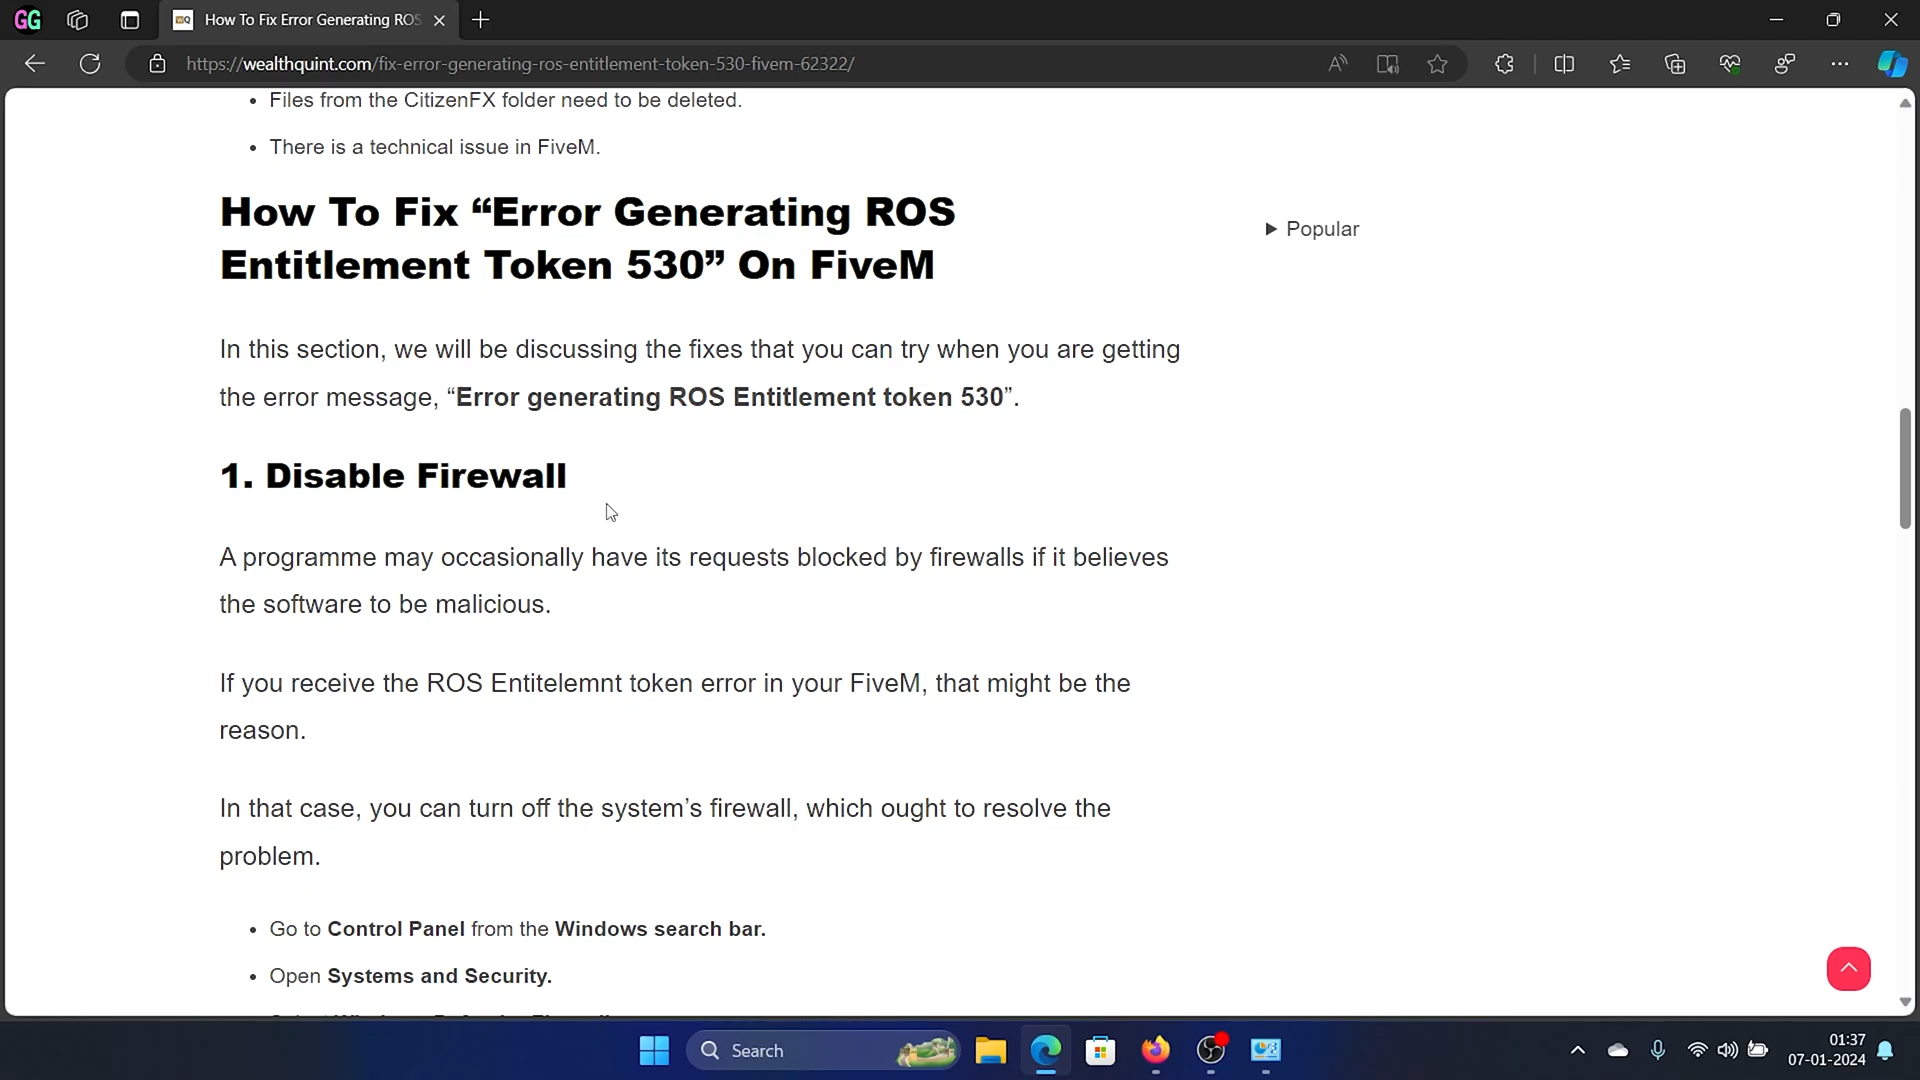 GG
WQ
How To Fix Error Generating ROS
https://wealthquint.com/fix-error-generating-ros-entitlement-token-530-fivem-62322/
• Files from the CitizenFX folder need to be deleted.
• There is a technical issue in FiveM.
How To Fix “Error Generating ROS
Entitlement Token 530” On FiveM
▶ Popular
In this section, we will be discussing the fixes that you can try when you are getting
the error message, “Error generating ROS Entitlement token 530”.
1. Disable Firewall
A programme may occasionally have its requests blocked by firewalls if it believes
the software to be malicious.
If you receive the ROS Entitelemnt token error in your FiveM, that might be the
reason.
In that case, you can turn off the system’s firewall, which ought to resolve the
problem.
• Go to Control Panel from the Windows search bar.
• Open Systems and Security.
Search
01:37
07-01-2024